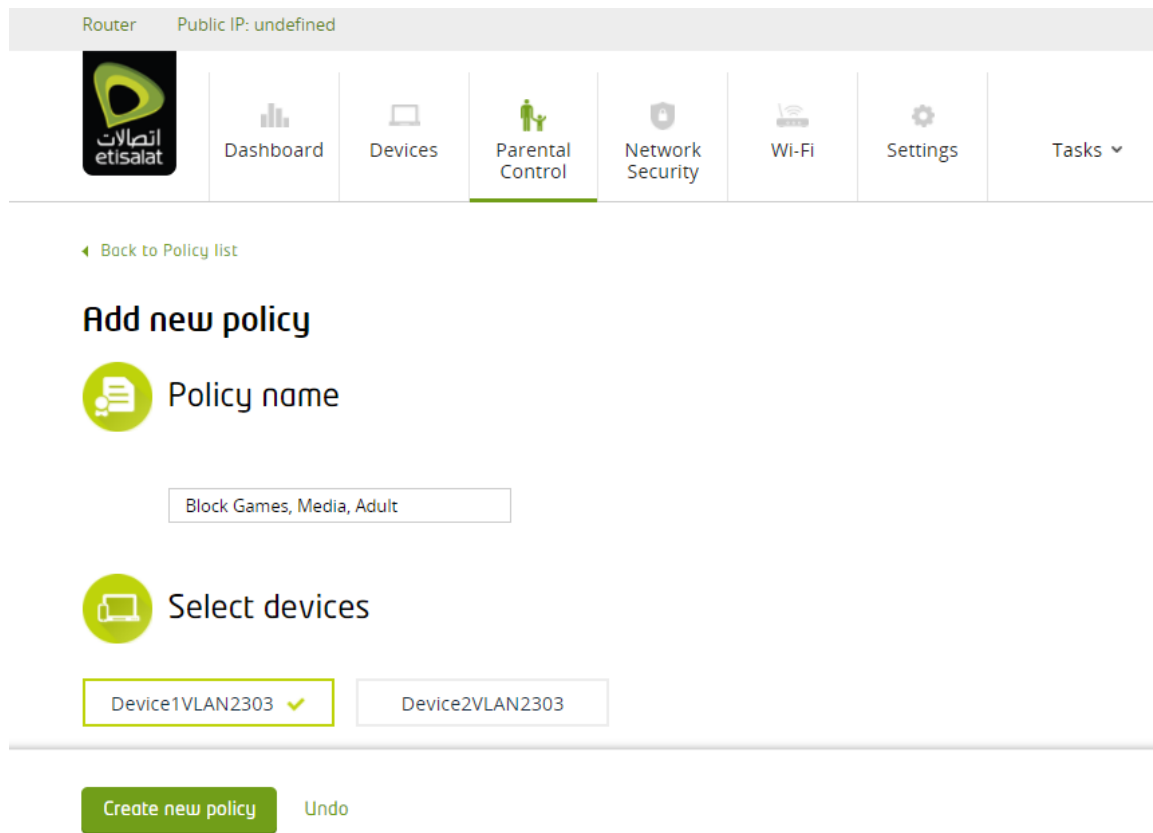 Router Public IP: undefined
اتصالات
etisalat
Dashboard
Devices
Parental
Control
Network
Security
Wi-Fi
Settings
Tasks
Back to Policy list
Add new policy
Policy name
Block Games, Media, Adult
Select devices
Device1VLAN2303 Device2VLAN2303
Create new policy Undo